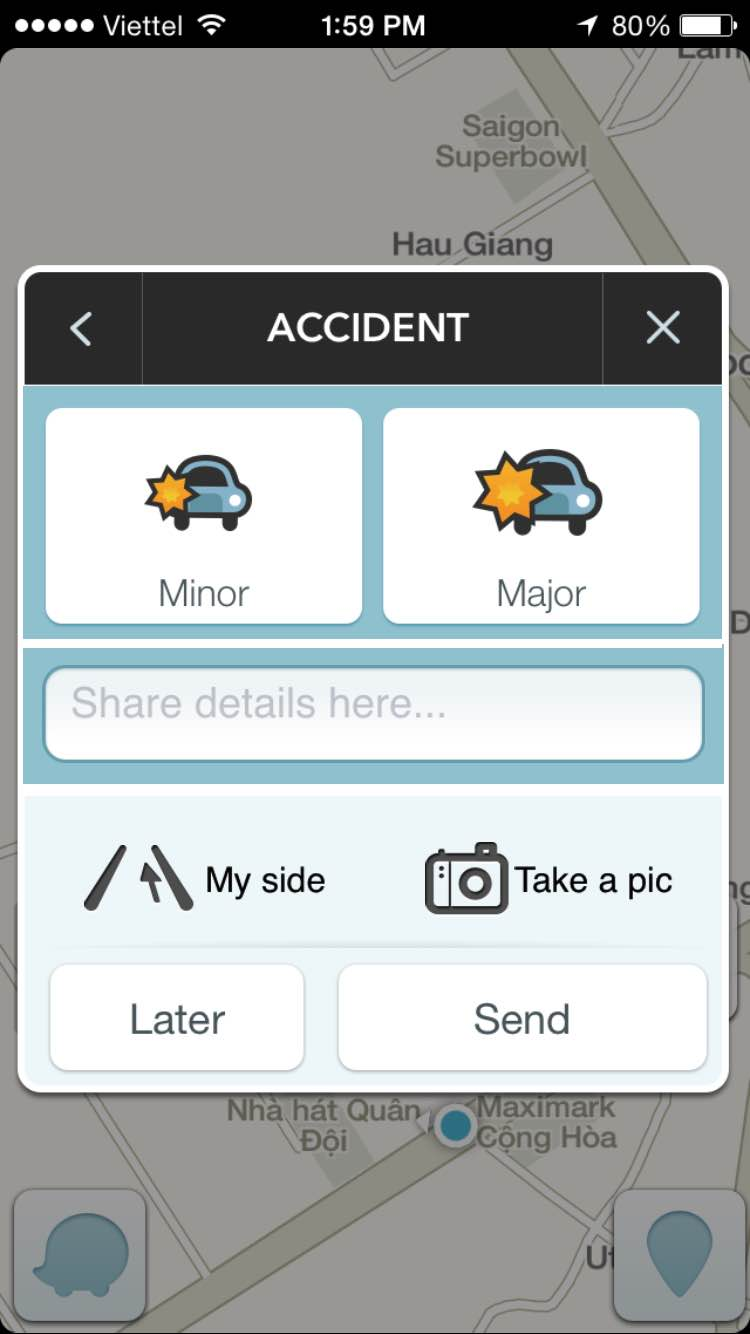 Viettel 1:59 PM 80%
Lam
Saigon
Superbowl
Hau Giang
ACCIDENT
Minor Major
Share details here...
My side Take a pic
Later Send
Nhà hát Quân
Đội
Maximark
Cộng Hòa